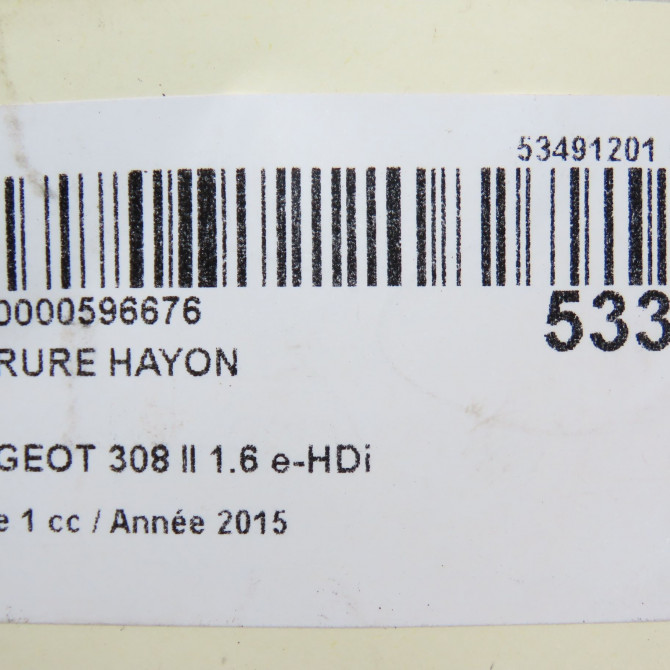 53491201
0000596676
533
RURE HAYON
GEOT 308 II 1.6 e-HDi
e 1 cc / Année 2015